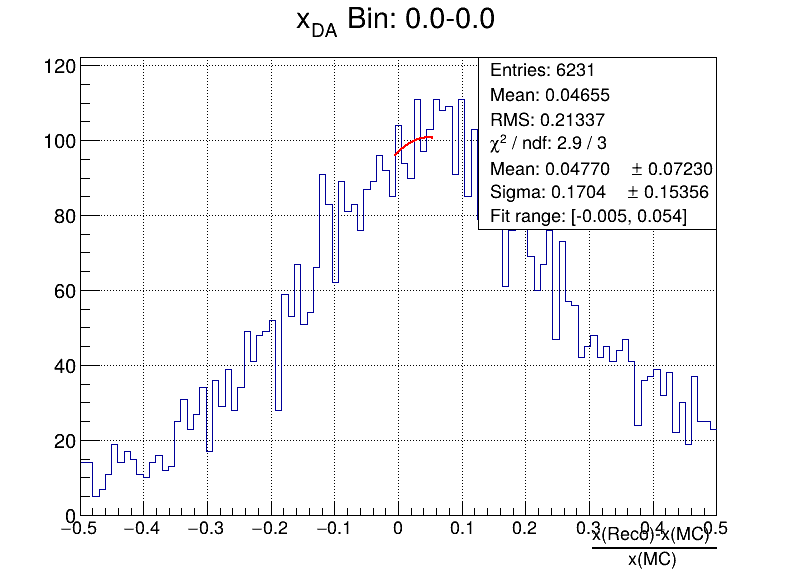 x_DA Bin: 0.0-0.0
Entries: 6231
Mean: 0.04655
RMS: 0.21337
χ² / ndf: 2.9 / 3
Mean: 0.04770 ± 0.07230
Sigma: 0.1704 ± 0.15356
Fit range: [-0.005, 0.054]
120
100
80
60
40
20
0
−0.5 −0.4 −0.3 −0.2 −0.1 0 0.1 0.2 0.3 0.4 0.5
x(Reco)-x(MC)
x(MC)